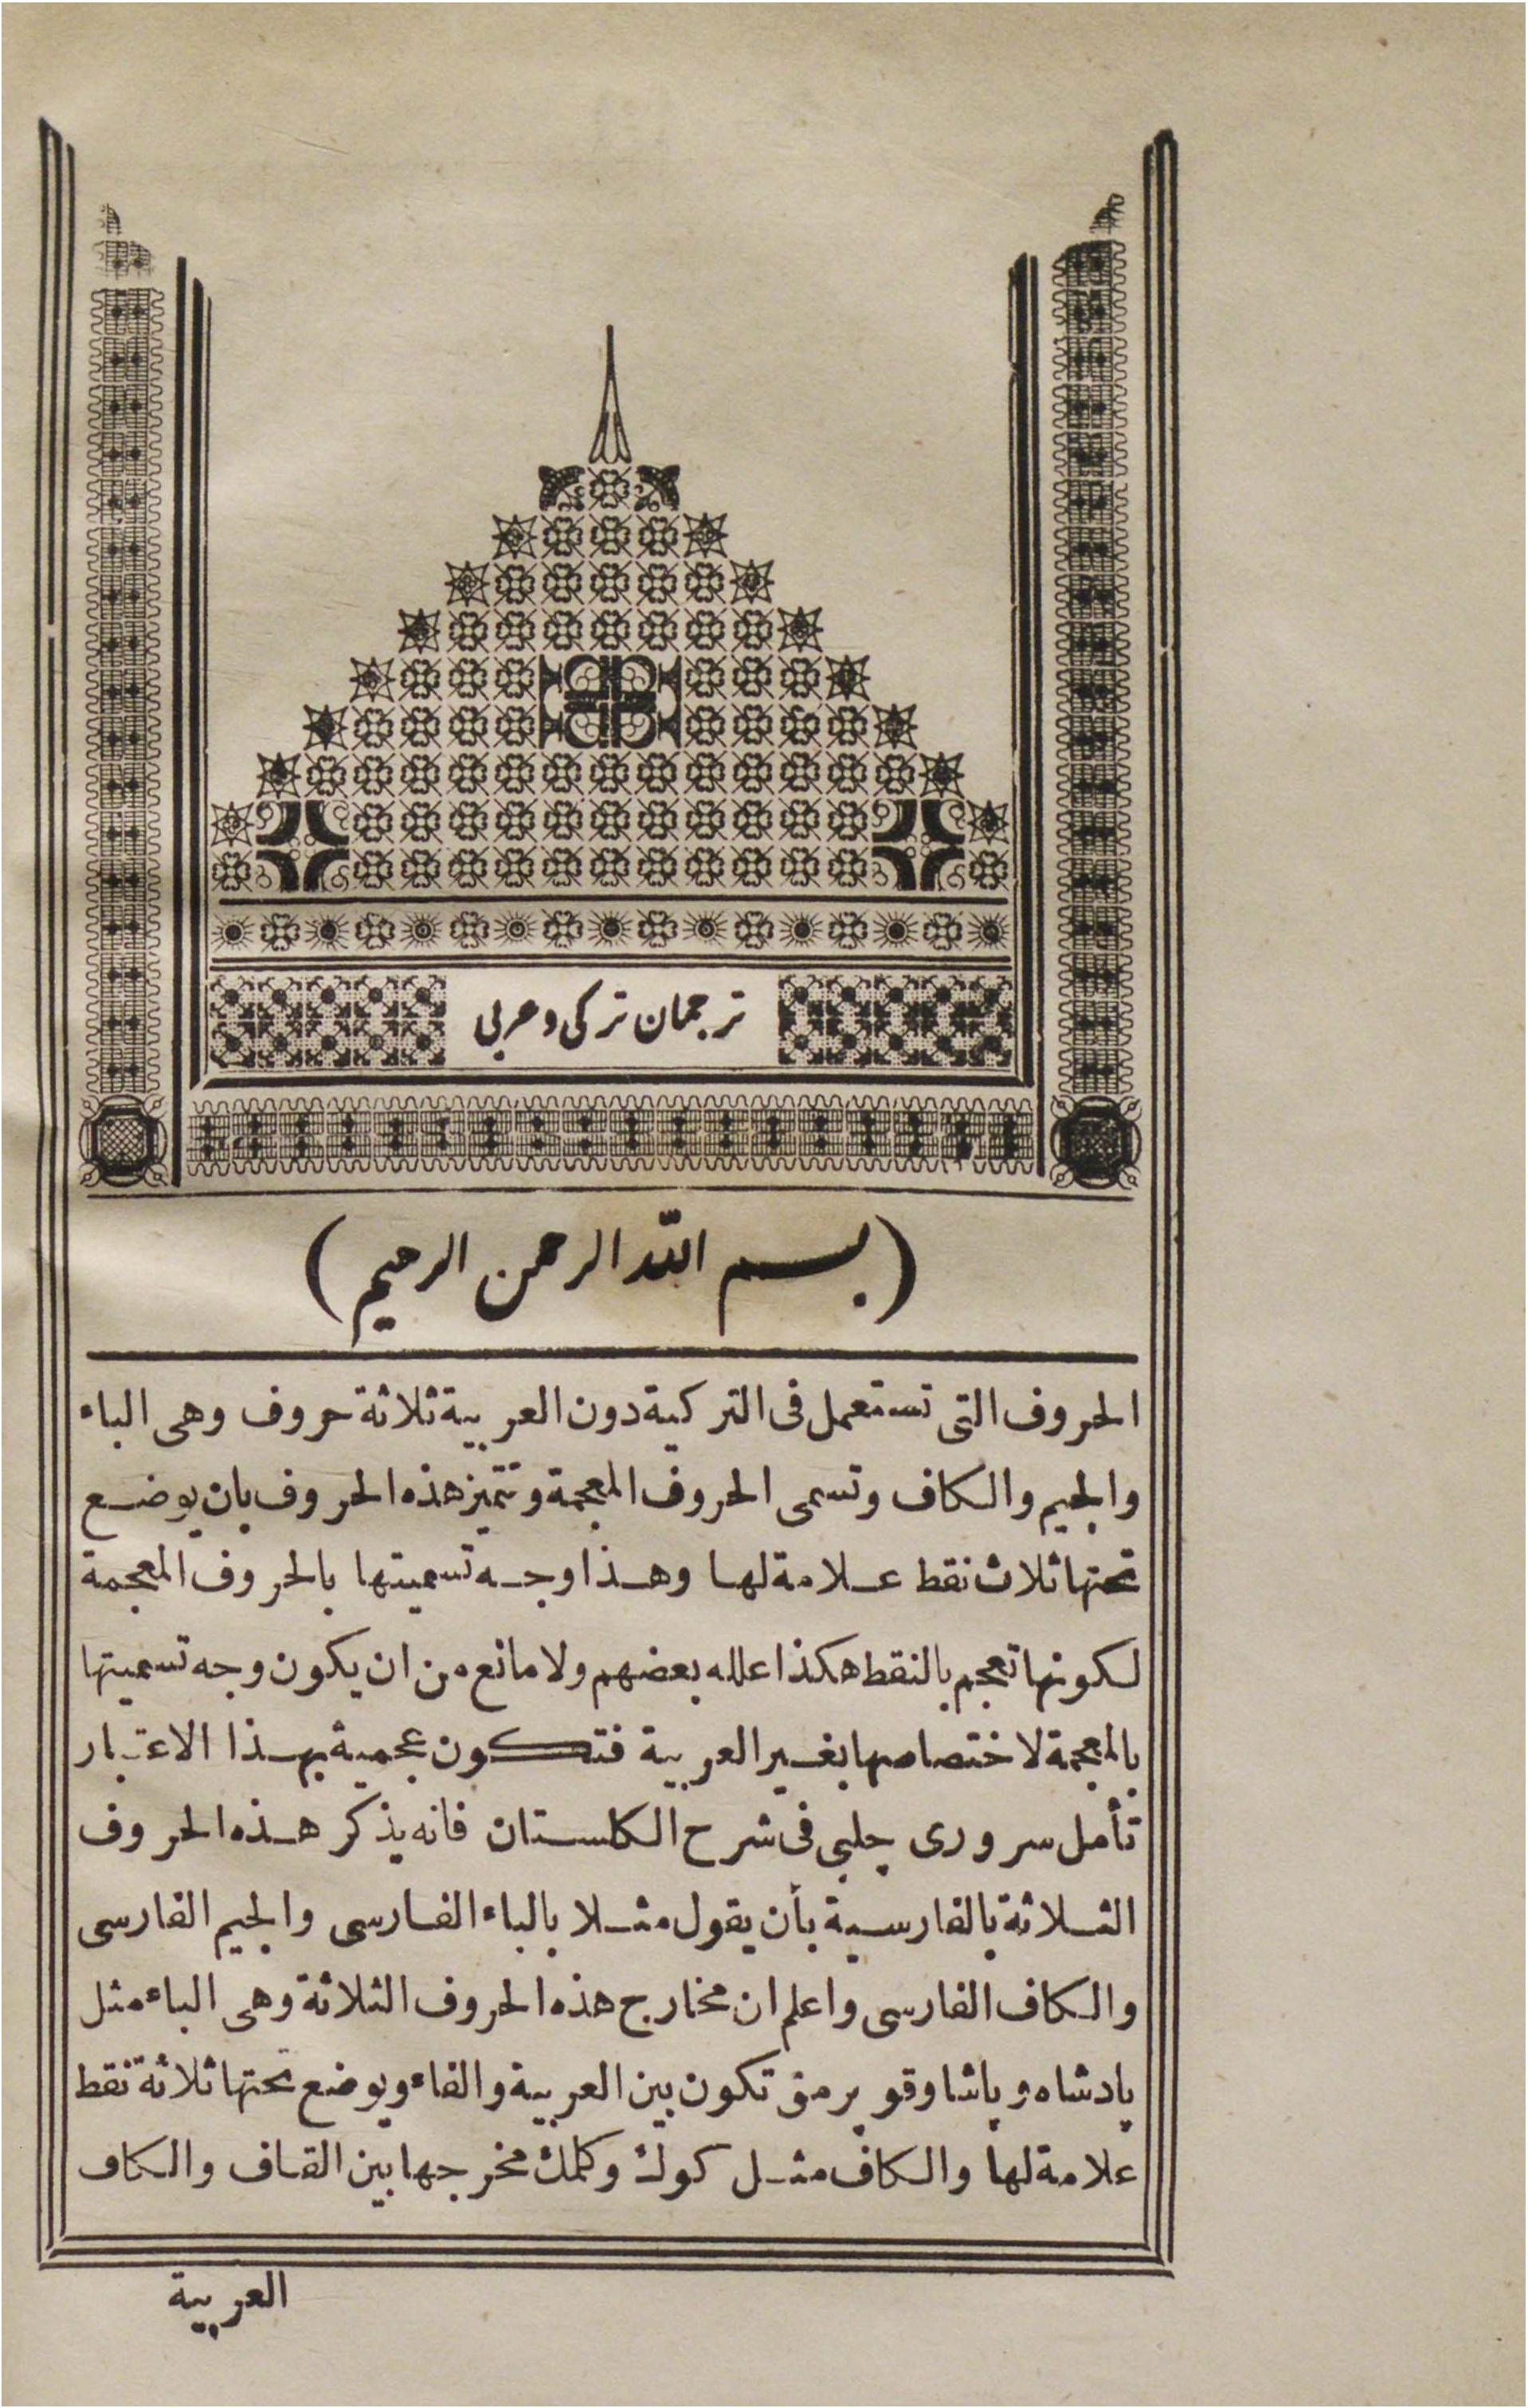 ترجمان تركى وعربى
(بسم الله الرحمن الرحيم)
الحروف التى تستعمل فى التركية دون العربية ثلاثة حروف وهى الباء
والجيم والكاف وتسمى الحروف المعجمة وتتميز هذه الحروف بان يوضع
تحتها ثلاث نقط علامة لها وهذا وجه تسميتها بالحروف المعجمة
لكونها تعجم بالنقط هكذا علله بعضهم ولا مانع من ان يكون وجه تسميتها
بالمعجمة لاختصاصها بغير العربية فتكون عجمية بهذا الاعتبار
تأمل سرورى چلبى فى شرح الكلستان فانه يذكر هذه الحروف
الثلاثة بالفارسية بأن يقول مثلا بالباء الفارسى والجيم الفارسى
والكاف الفارسى واعلم ان مخارج هذه الحروف الثلاثة وهى الباء مثل
پادشاه وپاشا وقوپرمق تكون بين العربية والفاء ويوضع تحتها ثلاثة نقط
علامة لها والكاف مثل كوك وكلمك مخرجها بين القاف والكاف
العربية